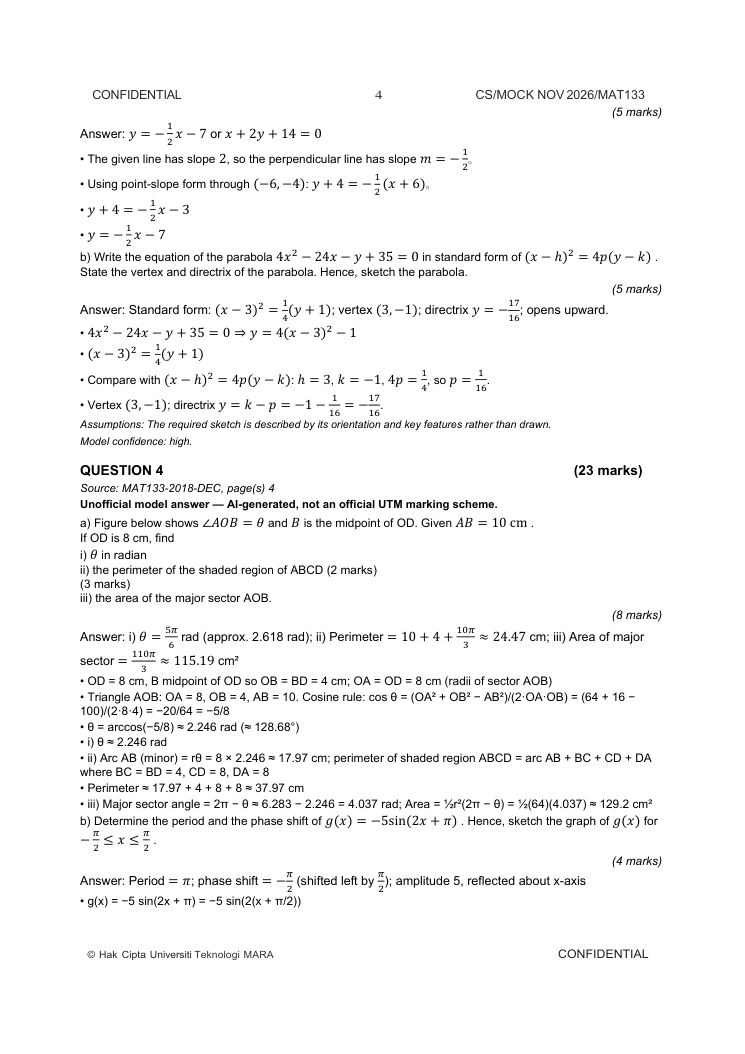 CONFIDENTIAL 4 CS/MOCK NOV 2026/MAT133
(5 marks)
Answer: y = −1/2 x − 7 or x + 2y + 14 = 0
• The given line has slope 2, so the perpendicular line has slope m = −1/2.
• Using point-slope form through (−6, −4): y + 4 = −1/2 (x + 6).
• y + 4 = −1/2 x − 3
• y = −1/2 x − 7
b) Write the equation of the parabola 4x² − 24x − y + 35 = 0 in standard form of (x − h)² = 4p(y − k) .
State the vertex and directrix of the parabola. Hence, sketch the parabola.
(5 marks)
Answer: Standard form: (x − 3)² = 1/4 (y + 1); vertex (3, −1); directrix y = −17/16; opens upward.
• 4x² − 24x − y + 35 = 0 ⇒ y = 4(x − 3)² − 1
• (x − 3)² = 1/4 (y + 1)
• Compare with (x − h)² = 4p(y − k): h = 3, k = −1, 4p = 1/4, so p = 1/16.
• Vertex (3, −1); directrix y = k − p = −1 − 1/16 = −17/16.
Assumptions: The required sketch is described by its orientation and key features rather than drawn.
Model confidence: high.
QUESTION 4 (23 marks)
Source: MAT133-2018-DEC, page(s) 4
Unofficial model answer — AI-generated, not an official UTM marking scheme.
a) Figure below shows ∠AOB = θ and B is the midpoint of OD. Given AB = 10 cm .
If OD is 8 cm, find
i) θ in radian
ii) the perimeter of the shaded region of ABCD (2 marks)
(3 marks)
iii) the area of the major sector AOB.
(8 marks)
Answer: i) θ = 5π/6 rad (approx. 2.618 rad); ii) Perimeter = 10 + 4 + 10π/3 ≈ 24.47 cm; iii) Area of major
sector = 110π/3 ≈ 115.19 cm²
• OD = 8 cm, B midpoint of OD so OB = BD = 4 cm; OA = OD = 8 cm (radii of sector AOB)
• Triangle AOB: OA = 8, OB = 4, AB = 10. Cosine rule: cos θ = (OA² + OB² − AB²)/(2·OA·OB) = (64 + 16 −
100)/(2·8·4) = −20/64 = −5/8
• θ = arccos(−5/8) ≈ 2.246 rad (≈ 128.68°)
• i) θ ≈ 2.246 rad
• ii) Arc AB (minor) = rθ = 8 × 2.246 ≈ 17.97 cm; perimeter of shaded region ABCD = arc AB + BC + CD + DA
where BC = BD = 4, CD = 8, DA = 8
• Perimeter ≈ 17.97 + 4 + 8 + 8 ≈ 37.97 cm
• iii) Major sector angle = 2π − θ ≈ 6.283 − 2.246 = 4.037 rad; Area = ½r²(2π − θ) = ½(64)(4.037) ≈ 129.2 cm²
b) Determine the period and the phase shift of g(x) = −5sin(2x + π) . Hence, sketch the graph of g(x) for
−π/2 ≤ x ≤ π/2 .
(4 marks)
Answer: Period = π; phase shift = −π/2 (shifted left by π/2); amplitude 5, reflected about x-axis
• g(x) = −5 sin(2x + π) = −5 sin(2(x + π/2))
© Hak Cipta Universiti Teknologi MARA CONFIDENTIAL